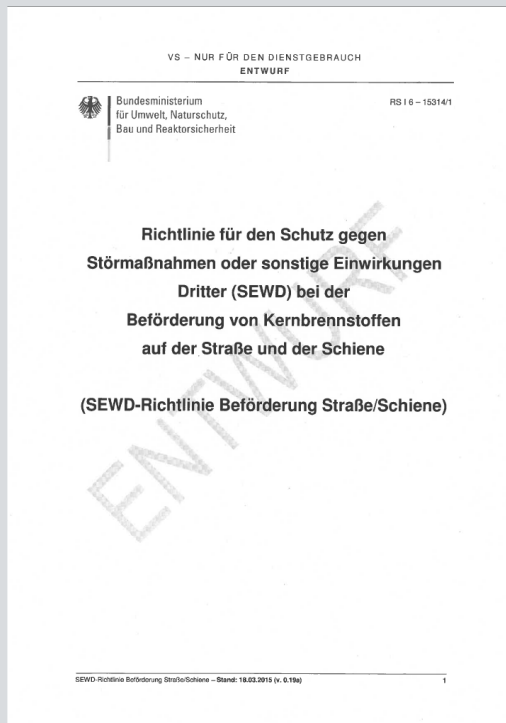 VS – NUR FÜR DEN DIENSTGEBRAUCH
ENTWURF
Bundesministerium
für Umwelt, Naturschutz,
Bau und Reaktorsicherheit
RS I 6 – 15314/1
Richtlinie für den Schutz gegen
Störmaßnahmen oder sonstige Einwirkungen
Dritter (SEWD) bei der
Beförderung von Kernbrennstoffen
auf der Straße und der Schiene
(SEWD-Richtlinie Beförderung Straße/Schiene)
ENTWURF
SEWD-Richtlinie Beförderung Straße/Schiene – Stand: 18.03.2015 (v. 0.19a)
1